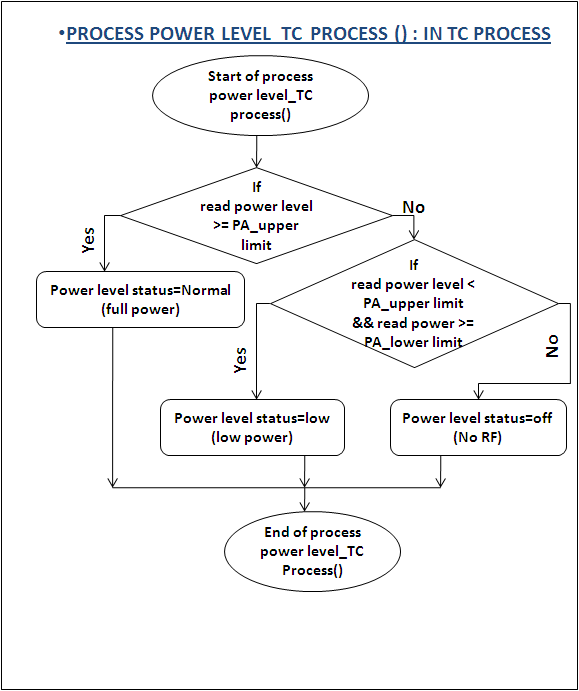 •PROCESS POWER LEVEL_TC PROCESS () : IN TC PROCESS
Start of process
power level_TC
process()
If
read power level
>= PA_upper
limit
Yes
No
Power level status=Normal
(full power)
If
read power level <
PA_upper limit
&& read power >=
PA_lower limit
Yes
No
Power level status=low
(low power)
Power level status=off
(No RF)
End of process
power level_TC
Process()